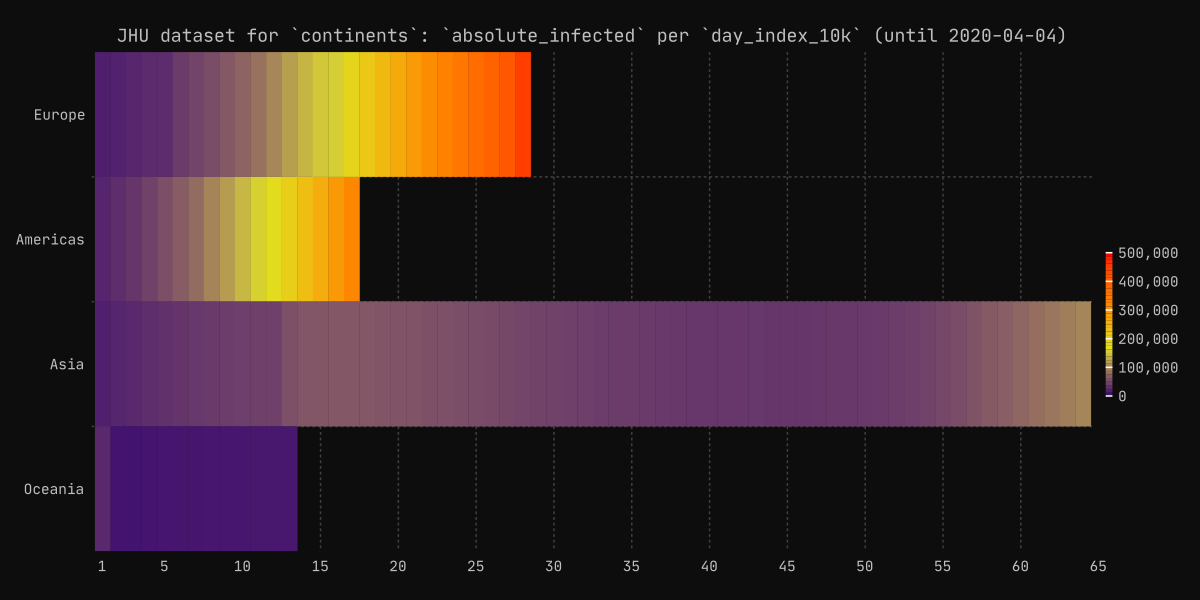 JHU dataset for `continents`: `absolute_infected` per `day_index_10k` (until 2020-04-04)
Europe
Americas
Asia
Oceania
500,000
400,000
300,000
200,000
100,000
0
1 5 10 15 20 25 30 35 40 45 50 55 60 65